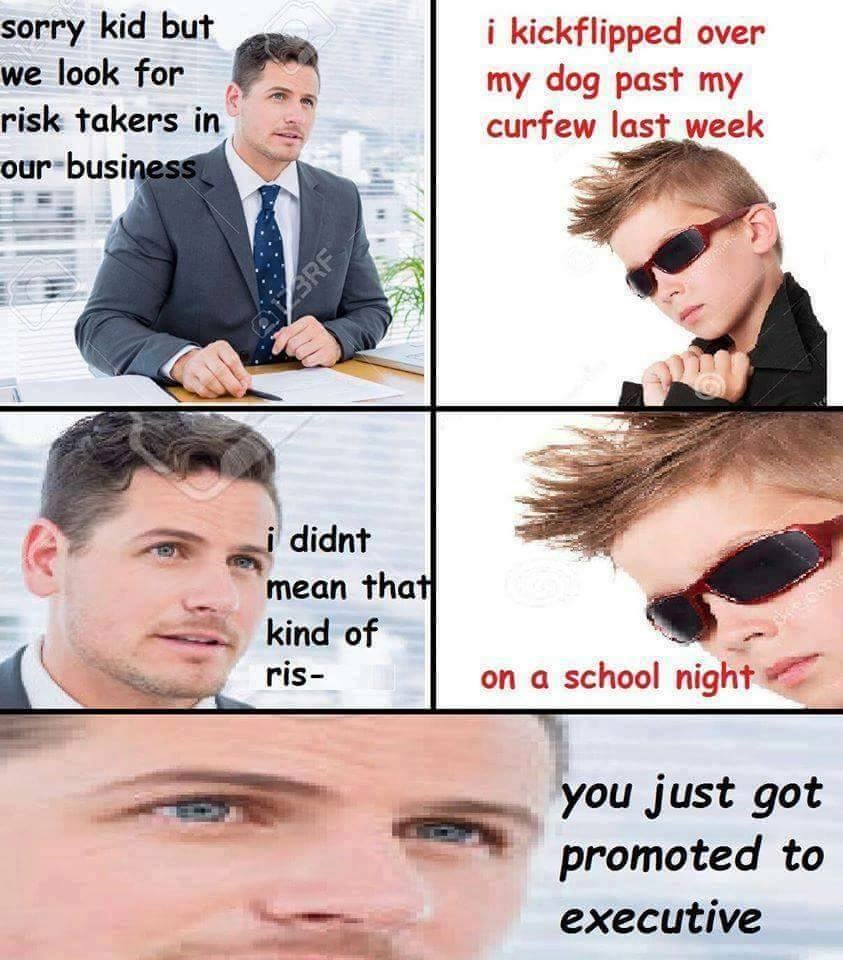 sorry kid but
we look for
risk takers in
our business
i kickflipped over
my dog past my
curfew last week
i didnt
mean that
kind of
ris-
on a school night
you just got
promoted to
executive